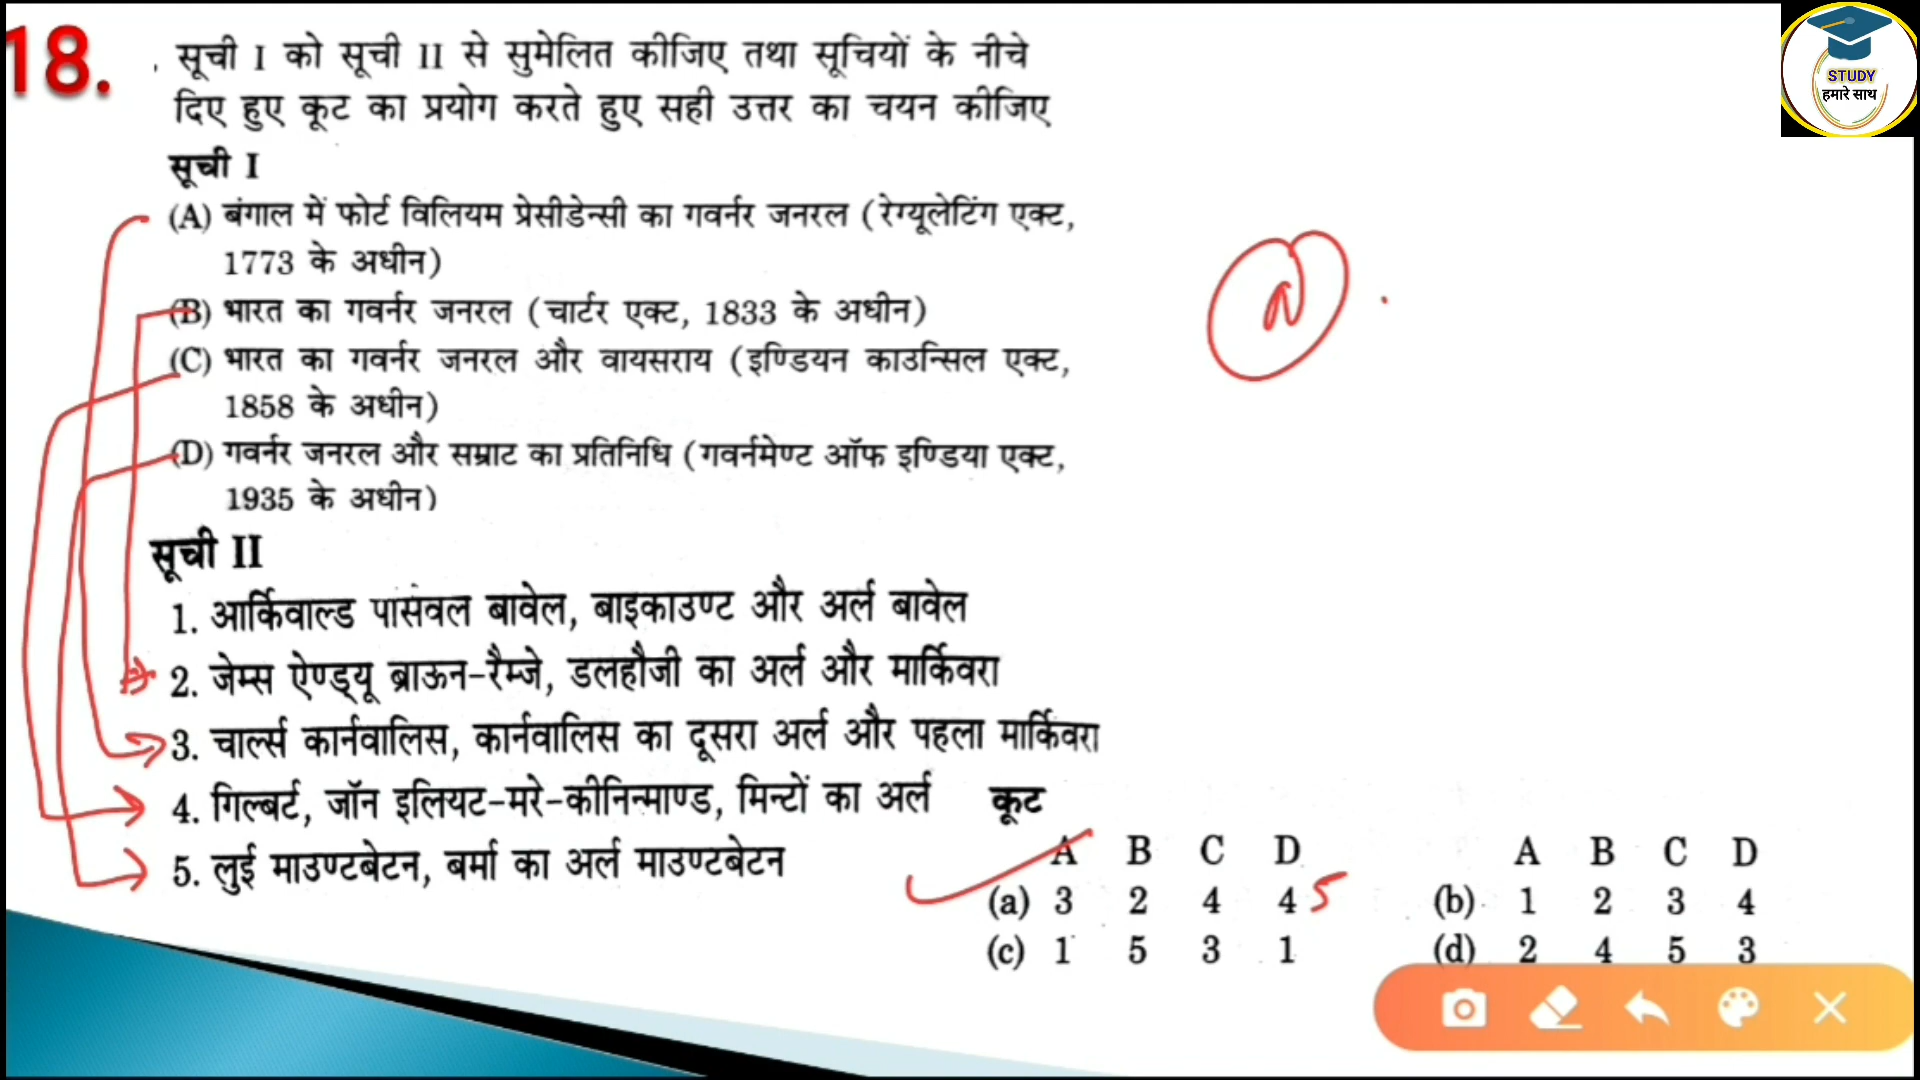 18.
सूची I को सूची II से सुमेलित कीजिए तथा सूचियों के नीचे
दिए हुए कूट का प्रयोग करते हुए सही उत्तर का चयन कीजिए
सूची I
(A) बंगाल में फोर्ट विलियम प्रेसीडेन्सी का गवर्नर जनरल (रेग्यूलेटिंग एक्ट,
1773 के अधीन)
(B) भारत का गवर्नर जनरल (चार्टर एक्ट, 1833 के अधीन)
(C) भारत का गवर्नर जनरल और वायसराय (इण्डियन काउन्सिल एक्ट,
1858 के अधीन)
(D) गवर्नर जनरल और सम्राट का प्रतिनिधि (गवर्नमेण्ट ऑफ इण्डिया एक्ट,
1935 के अधीन)
सूची II
1. आर्किवाल्ड पासंवल बावेल, बाइकाउण्ट और अर्ल बावेल
2. जेम्स ऐण्ड्यू ब्राऊन-रैम्जे, डलहौजी का अर्ल और मार्किवरा
3. चार्ल्स कार्नवालिस, कार्नवालिस का दूसरा अर्ल और पहला मार्किवरा
4. गिल्बर्ट, जॉन इलियट-मरे-कीनिन्माण्ड, मिन्टों का अर्ल
5. लुई माउण्टबेटन, बर्मा का अर्ल माउण्टबेटन
कूट
A B C D
(a) 3 2 4 4 5
(c) 1 5 3 1
A B C D
(b) 1 2 3 4
(d) 2 4 5 3
STUDY
हमारे साथ